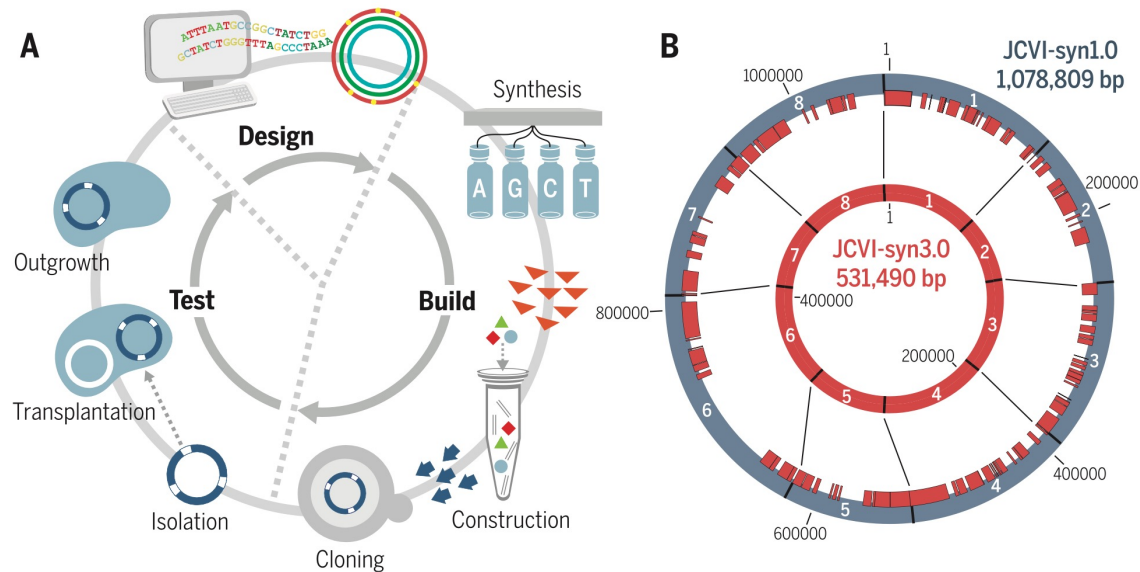 A
ATTTAATGCCGGCTATCTGG
GCTATCTGGGTTTAGCCCTAAA
Design
Synthesis
A G C T
Build
Test
Outgrowth
Transplantation
Isolation
Cloning
Construction
B
JCVI-syn1.0
1,078,809 bp
1
1
2
200000
3
400000
4
5
600000
6
800000
7
8
1000000
JCVI-syn3.0
531,490 bp
1
1
2
3
200000
4
5
6
400000
7
8